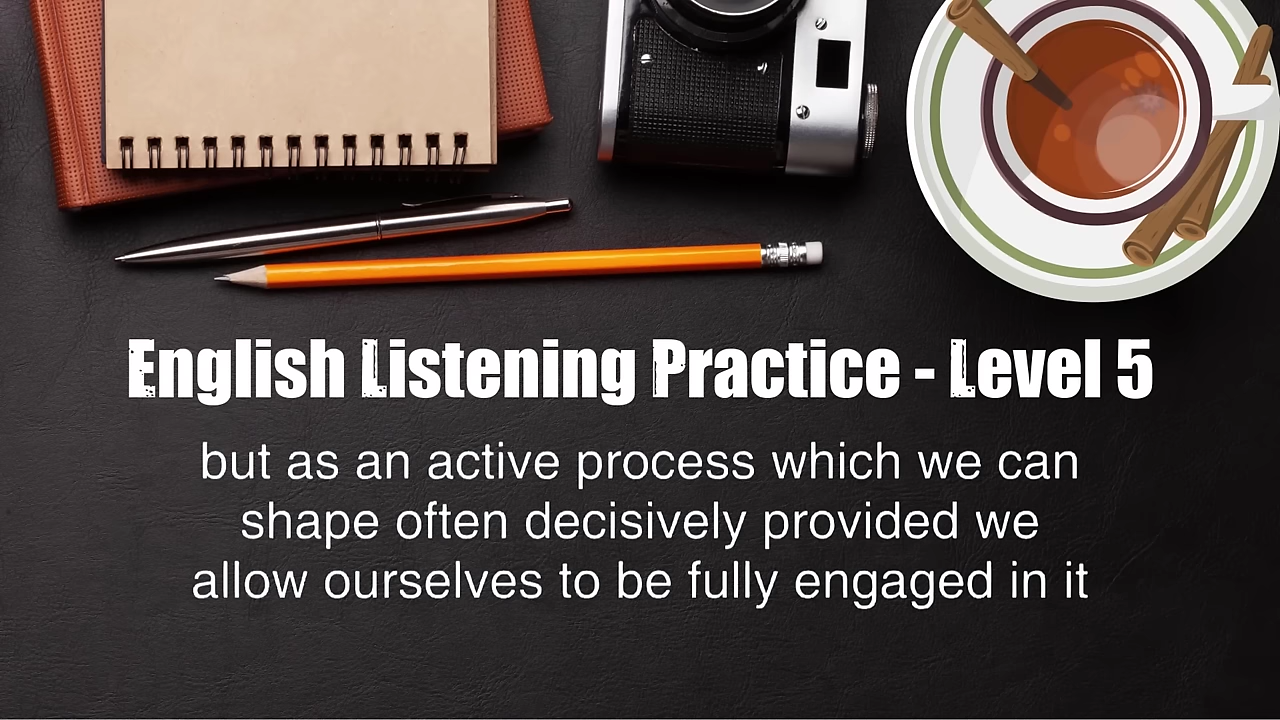 English Listening Practice - Level 5
but as an active process which we can
shape often decisively provided we
allow ourselves to be fully engaged in it